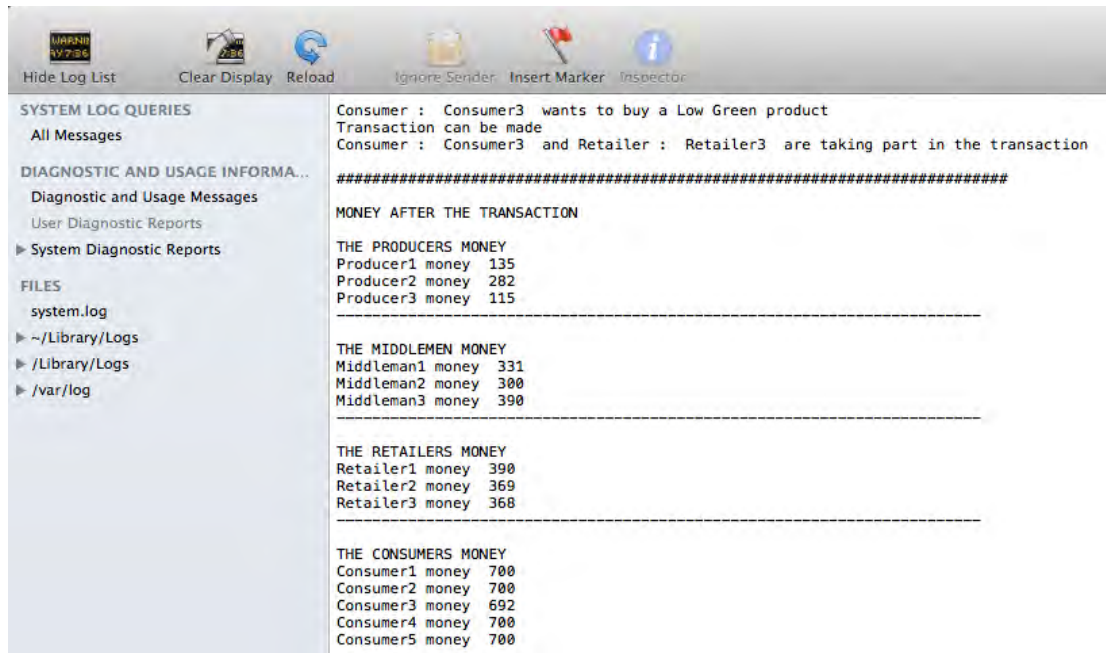 WARNIN
AY 7:36
7:36
Hide Log List
Clear Display
Reload
Ignore Sender
Insert Marker
Inspector
SYSTEM LOG QUERIES
All Messages
DIAGNOSTIC AND USAGE INFORMA...
Diagnostic and Usage Messages
User Diagnostic Reports
System Diagnostic Reports
FILES
system.log
~/Library/Logs
/Library/Logs
/var/log
Consumer : Consumer3 wants to buy a Low Green product
Transaction can be made
Consumer : Consumer3 and Retailer : Retailer3 are taking part in the transaction
###########################################################################
MONEY AFTER THE TRANSACTION
THE PRODUCERS MONEY
Producer1 money 135
Producer2 money 282
Producer3 money 115
------------------------------------------------------------------------
THE MIDDLEMEN MONEY
Middleman1 money 331
Middleman2 money 300
Middleman3 money 390
------------------------------------------------------------------------
THE RETAILERS MONEY
Retailer1 money 390
Retailer2 money 369
Retailer3 money 368
------------------------------------------------------------------------
THE CONSUMERS MONEY
Consumer1 money 700
Consumer2 money 700
Consumer3 money 692
Consumer4 money 700
Consumer5 money 700